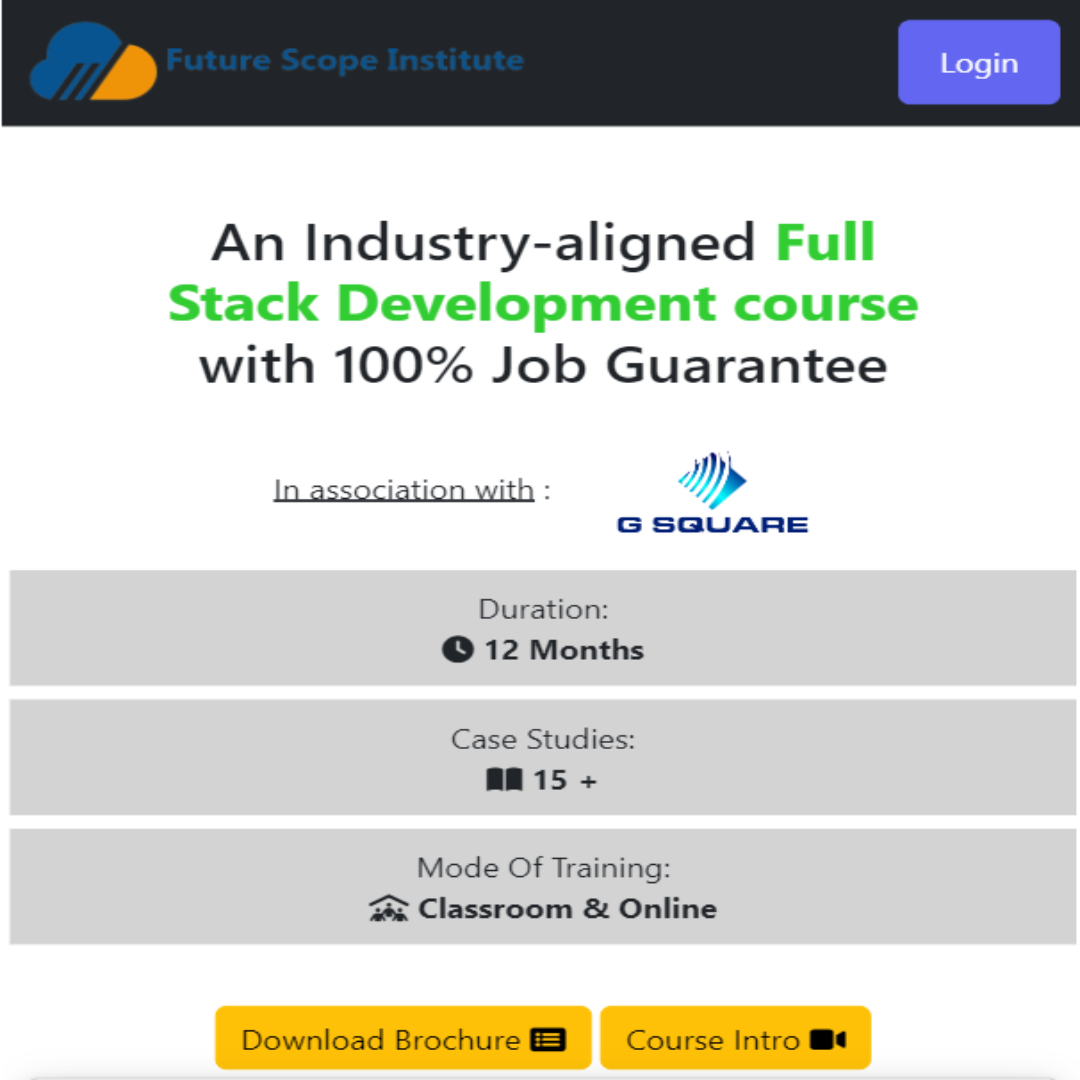 Future Scope Institute
Login
An Industry-aligned Full
Stack Development course
with 100% Job Guarantee
In association with :
G SQUARE
Duration:
12 Months
Case Studies:
15 +
Mode Of Training:
Classroom & Online
Download Brochure
Course Intro